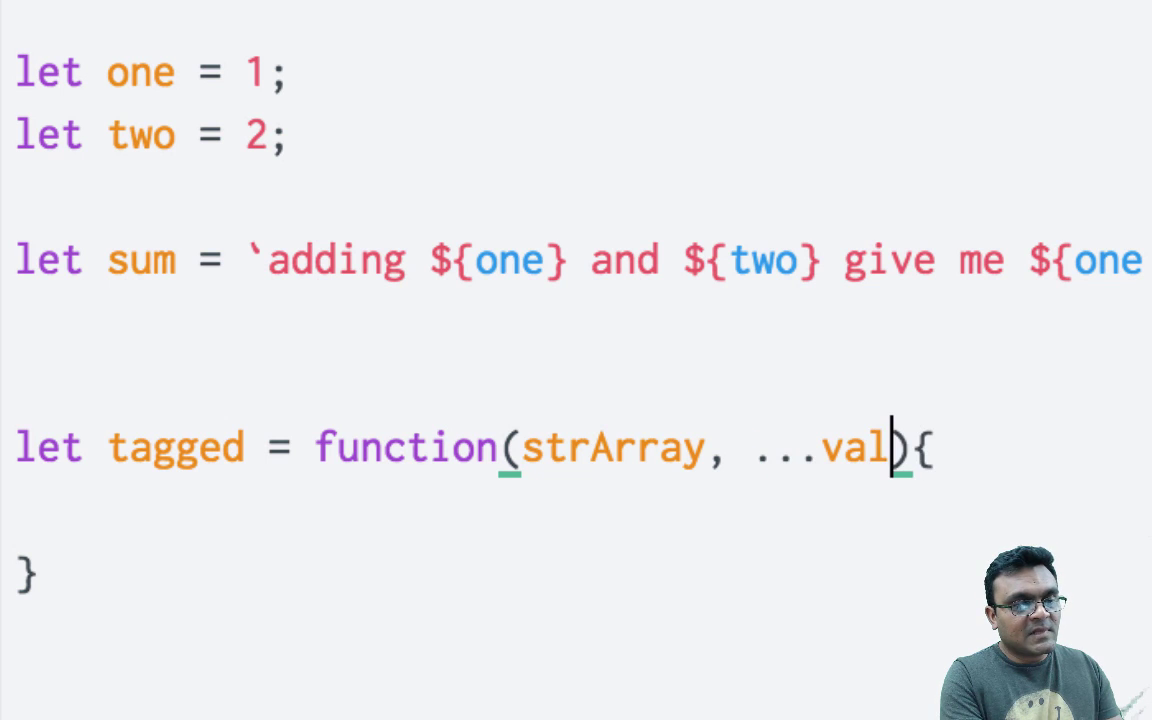 let one = 1;
let two = 2;
let sum = `adding ${one} and ${two} give me ${one
let tagged = function(strArray, ...val){
}